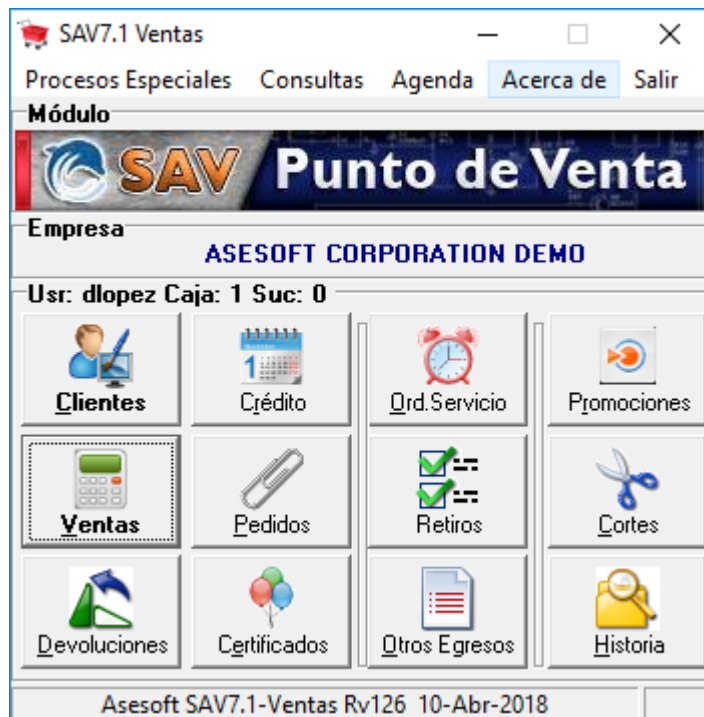 SAV7.1 Ventas
Procesos Especiales Consultas Agenda Acerca de Salir
Módulo
SAV Punto de Venta
Empresa
ASESOFT CORPORATION DEMO
Usr: dlopez Caja: 1 Suc: 0
Clientes Crédito Ord.Servicio Promociones
Ventas Pedidos Retiros Cortes
Devoluciones Certificados Otros Egresos Historia
Asesoft SAV7.1-Ventas Rv126 10-Abr-2018